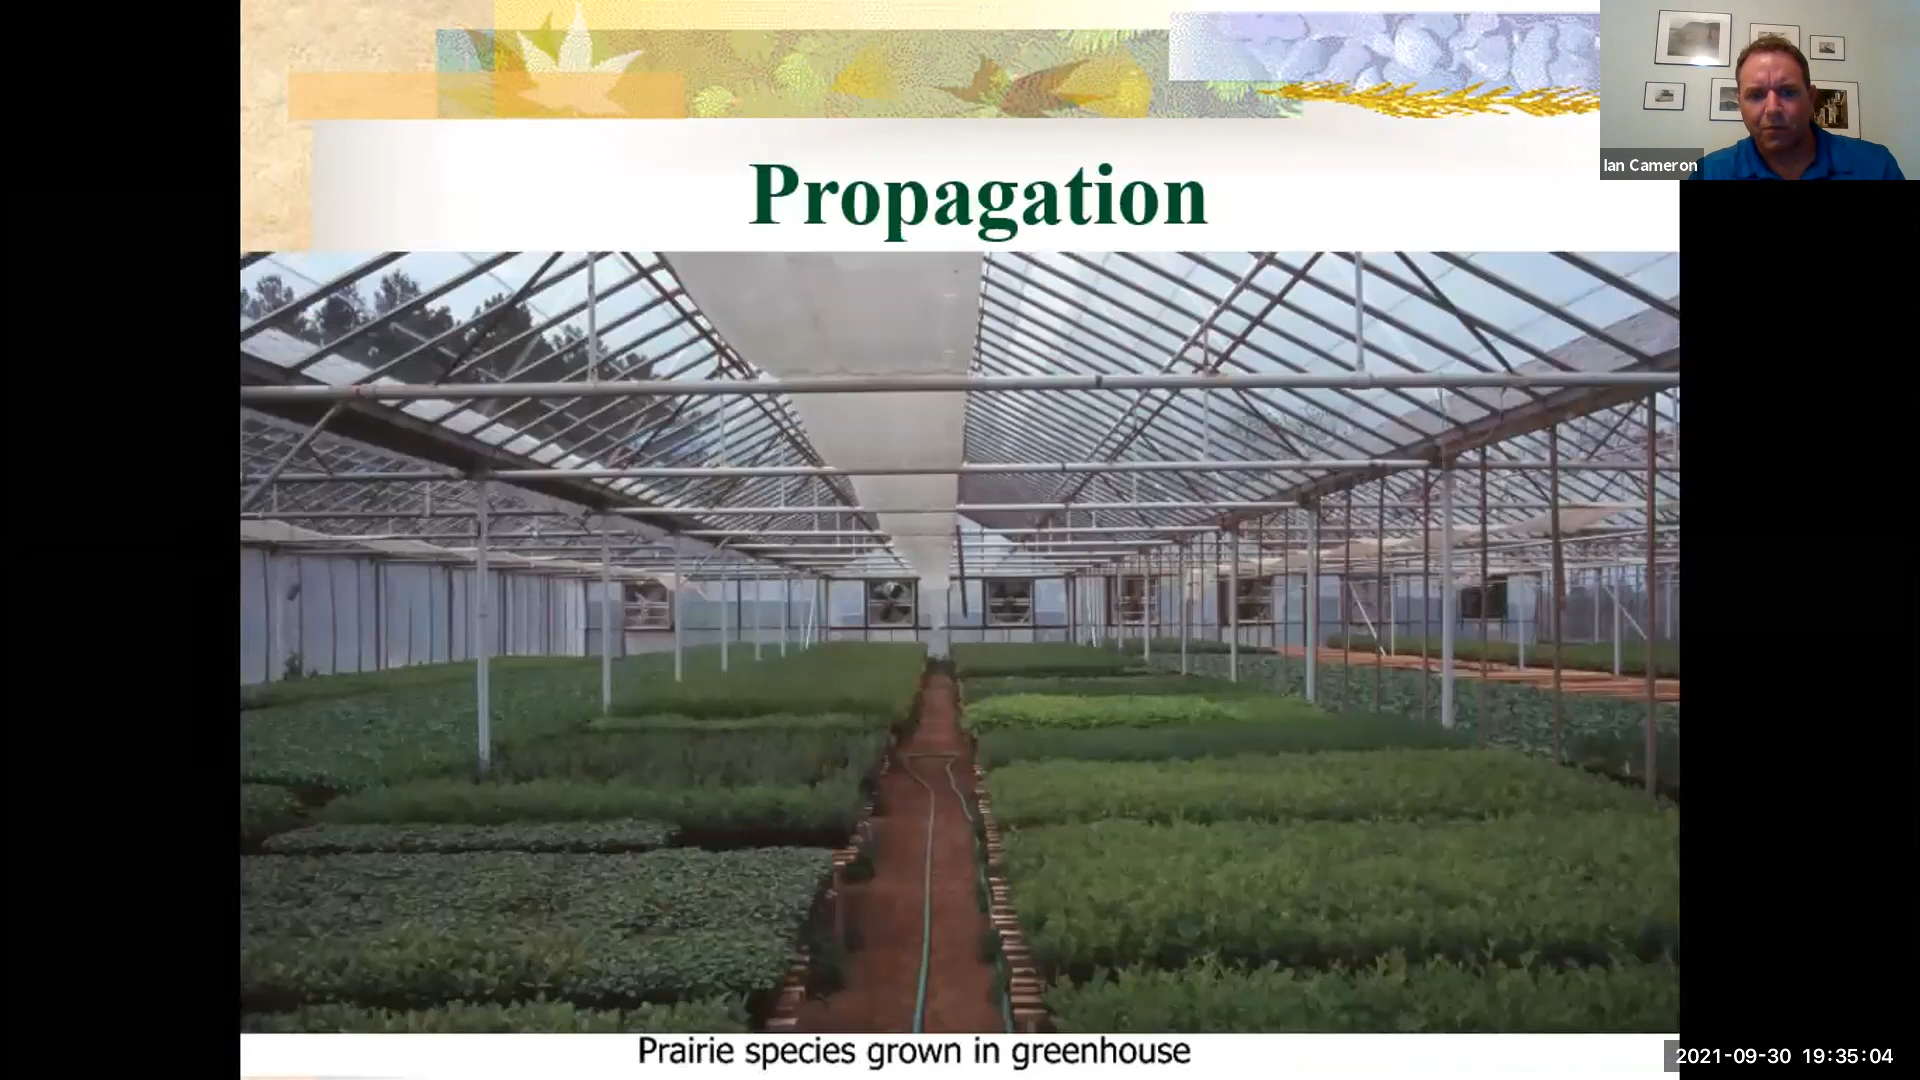 Propagation
Ian Cameron
Prairie species grown in greenhouse
2021-09-30 19:35:04